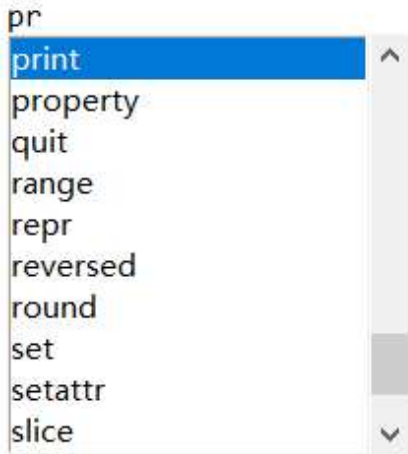 pr
print
property
quit
range
repr
reversed
round
set
setattr
slice